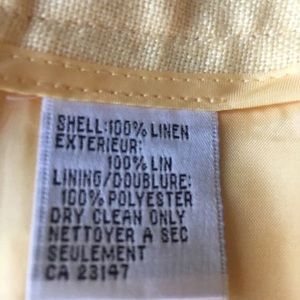 SHELL:100% LINEN
EXTERIEUR:
100% LIN
LINING/DOUBLURE:
100% POLYESTER
DRY CLEAN ONLY
NETTOYER A SEC
SEULEMENT
CA 23147